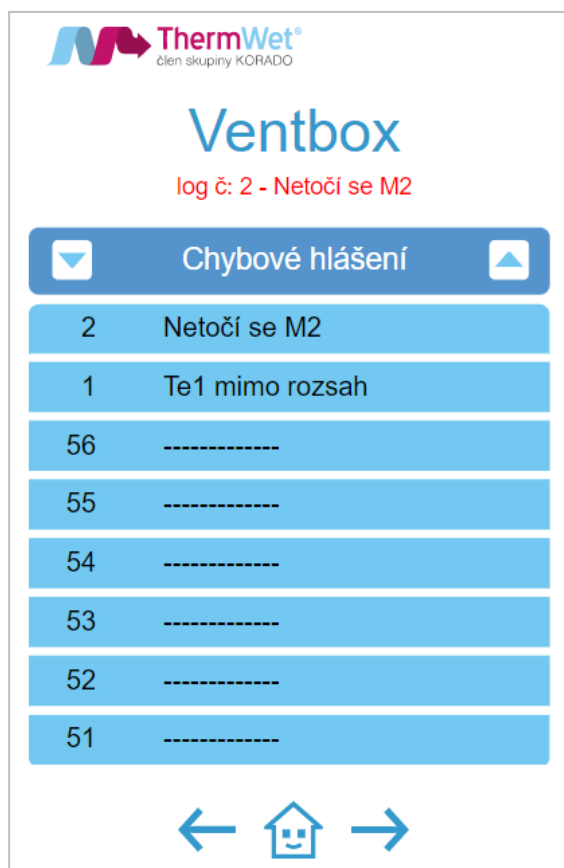 ThermWet®
člen skupiny KORADO
Ventbox
log č: 2 - Netočí se M2
Chybové hlášení
2 Netočí se M2
1 Te1 mimo rozsah
56 -------------
55 -------------
54 -------------
53 -------------
52 -------------
51 -------------